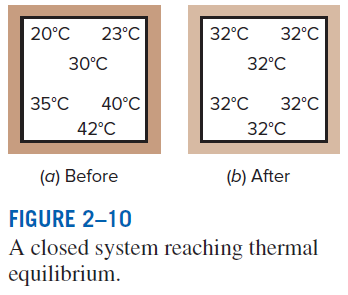 20°C 23°C
30°C
35°C 40°C
42°C
32°C 32°C
32°C
32°C 32°C
32°C
(a) Before
(b) After
FIGURE 2–10
A closed system reaching thermal
equilibrium.